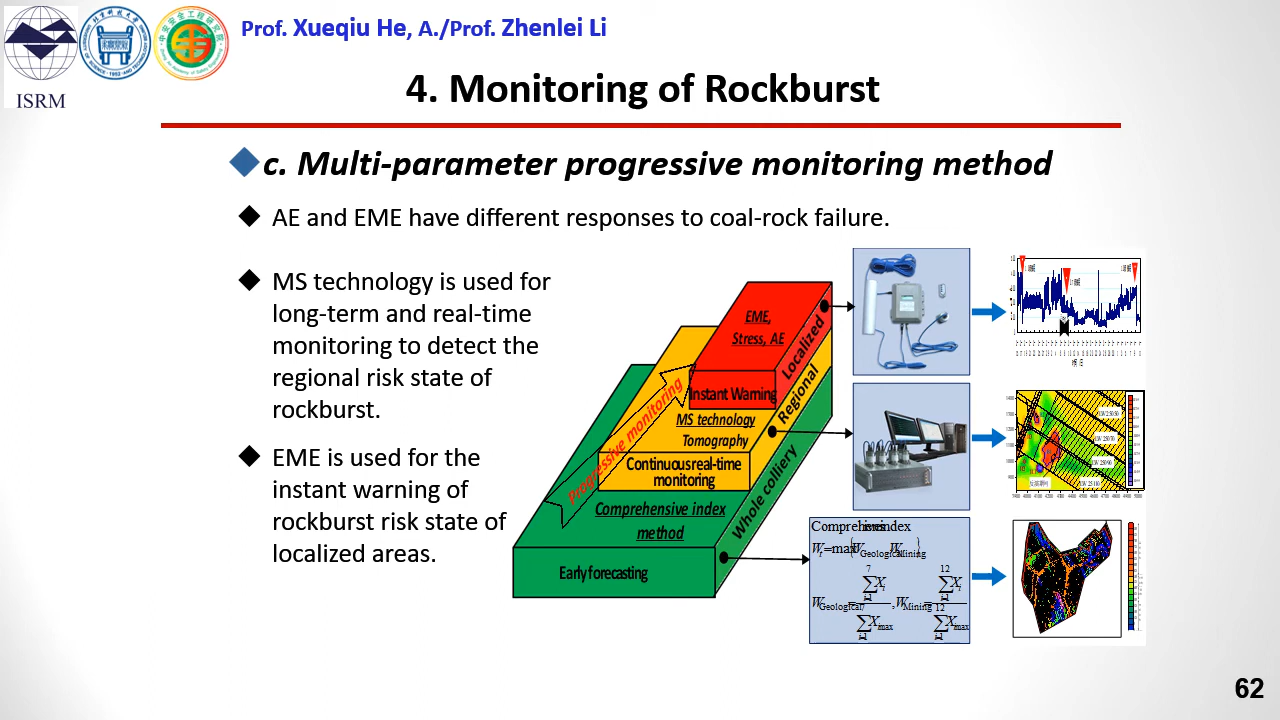 Prof. Xueqiu He, A./Prof. Zhenlei Li
ISRM
4. Monitoring of Rockburst
c. Multi-parameter progressive monitoring method
AE and EME have different responses to coal-rock failure.
MS technology is used for
long-term and real-time
monitoring to detect the
regional risk state of
rockburst.
EME is used for the
instant warning of
rockburst risk state of
localized areas.
EME,
Stress, AE
Instant Warning
Localized
MS technology
Tomography
Continuous real-time
monitoring
Regional
Progressive monitoring
Comprehensive index
method
Early forecasting
Whole colliery
62